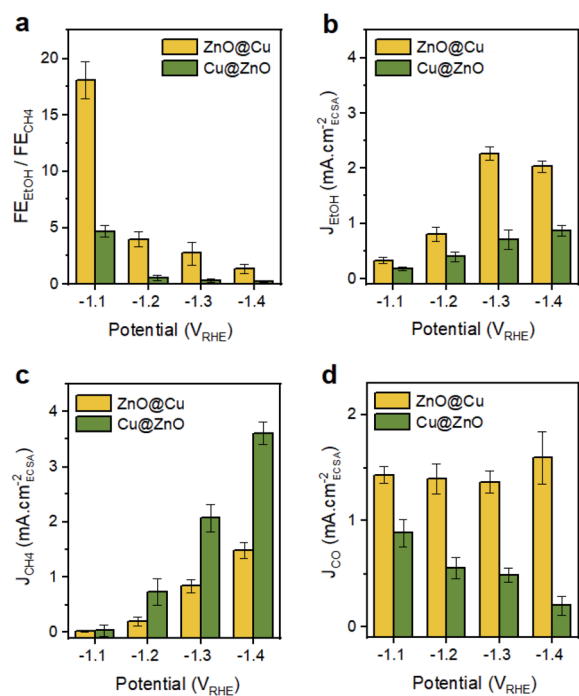 a
ZnO@Cu
Cu@ZnO
FE_EtOH / FE_CH4
20
15
10
5
0
-1.1 -1.2 -1.3 -1.4
Potential (V_RHE)
b
ZnO@Cu
Cu@ZnO
J_EtOH (mA.cm⁻²_ECSA)
3
2
1
0
-1.1 -1.2 -1.3 -1.4
Potential (V_RHE)
c
ZnO@Cu
Cu@ZnO
J_CH4 (mA.cm⁻²_ECSA)
4
3
2
1
0
-1.1 -1.2 -1.3 -1.4
Potential (V_RHE)
d
ZnO@Cu
Cu@ZnO
J_CO (mA.cm⁻²_ECSA)
2
1
0
-1.1 -1.2 -1.3 -1.4
Potential (V_RHE)